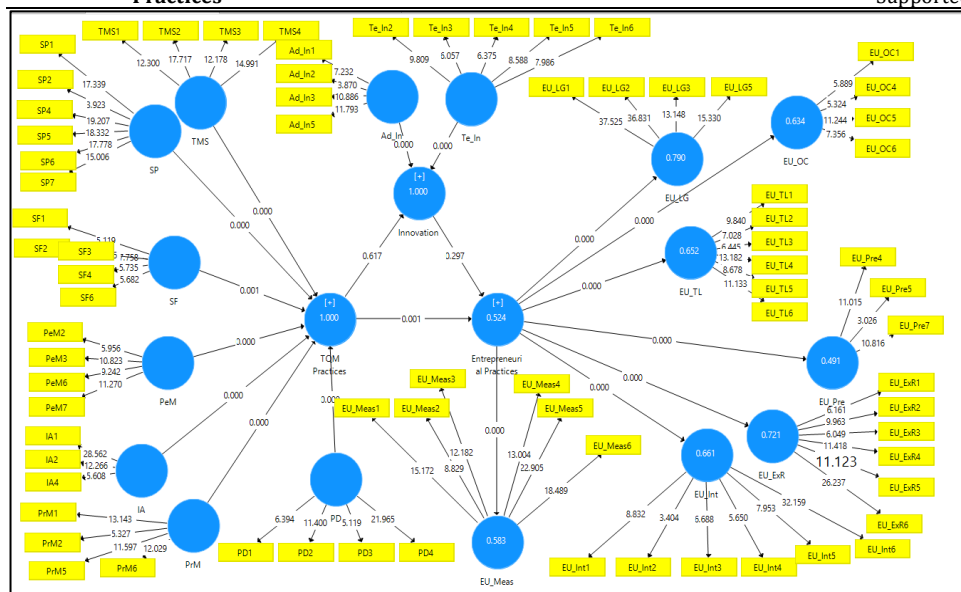 Practices
Supported
TMS1 TMS2 TMS3 TMS4
SP1 SP2 SP4 SP5 SP6 SP7
12.300 17.717 12.178 14.991
17.339
3.923
19.207
18.332
17.778
15.006
SP
TMS
Ad_In1 Ad_In2 Ad_In3 Ad_In5
7.232
3.870
10.886
11.793
Ad_In
0.000
Te_In2 Te_In3 Te_In4 Te_In5 Te_In6
9.809 6.057 6.375 8.588 7.986
Te_In
0.000
[+]
1.000
Innovation
EU_LG1 EU_LG2 EU_LG3 EU_LG5
37.525 36.831 13.148 15.330
0.790
EU_LG
EU_OC1
EU_OC4
EU_OC5
EU_OC6
5.889
5.324
11.244
7.356
0.634
EU_OC
EU_TL1
EU_TL2
EU_TL3
EU_TL4
EU_TL5
EU_TL6
9.840
7.028
6.445
13.182
8.678
11.133
0.652
EU_TL
EU_Pre4
EU_Pre5
EU_Pre7
11.015
3.026
10.816
0.491
EU_Pre
SF1
SF2
SF3
SF4
SF6
5.119
7.758
5.735
5.682
SF
0.000
0.000
0.001
0.617
0.297
0.000
0.000
0.000
0.000
[+]
1.000
TQM
Practices
0.001
[+]
0.524
Entrepreneuri
al Practices
PeM2
PeM3
PeM6
PeM7
5.956
10.823
9.242
11.270
PeM
0.000
0.000
0.000
IA1
IA2
IA4
28.562
12.266
5.608
IA
PrM1
PrM2
PrM5
PrM6
13.143
5.327
11.597
12.029
PrM
PD
6.394 11.400 5.119 21.965
PD1 PD2 PD3 PD4
EU_Meas1 EU_Meas2 EU_Meas3 EU_Meas4 EU_Meas5 EU_Meas6
15.172 8.829 12.182 13.004 22.905 18.489
0.000
0.583
EU_Meas
0.000
0.661
EU_Int
8.832 3.404 5.650 7.953 32.159
EU_Int1 EU_Int2 EU_Int3 EU_Int4 EU_Int5 EU_Int6
0.000
0.721
EU_ExR
6.161
9.963
6.049
11.418
11.123
26.237
EU_ExR1
EU_ExR2
EU_ExR3
EU_ExR4
EU_ExR5
EU_ExR6